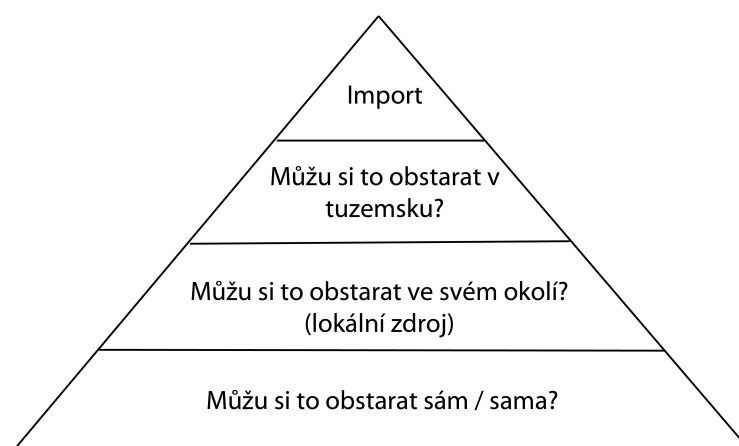 Import
Můžu si to obstarat v
tuzemsku?
Můžu si to obstarat ve svém okolí?
(lokální zdroj)
Můžu si to obstarat sám / sama?